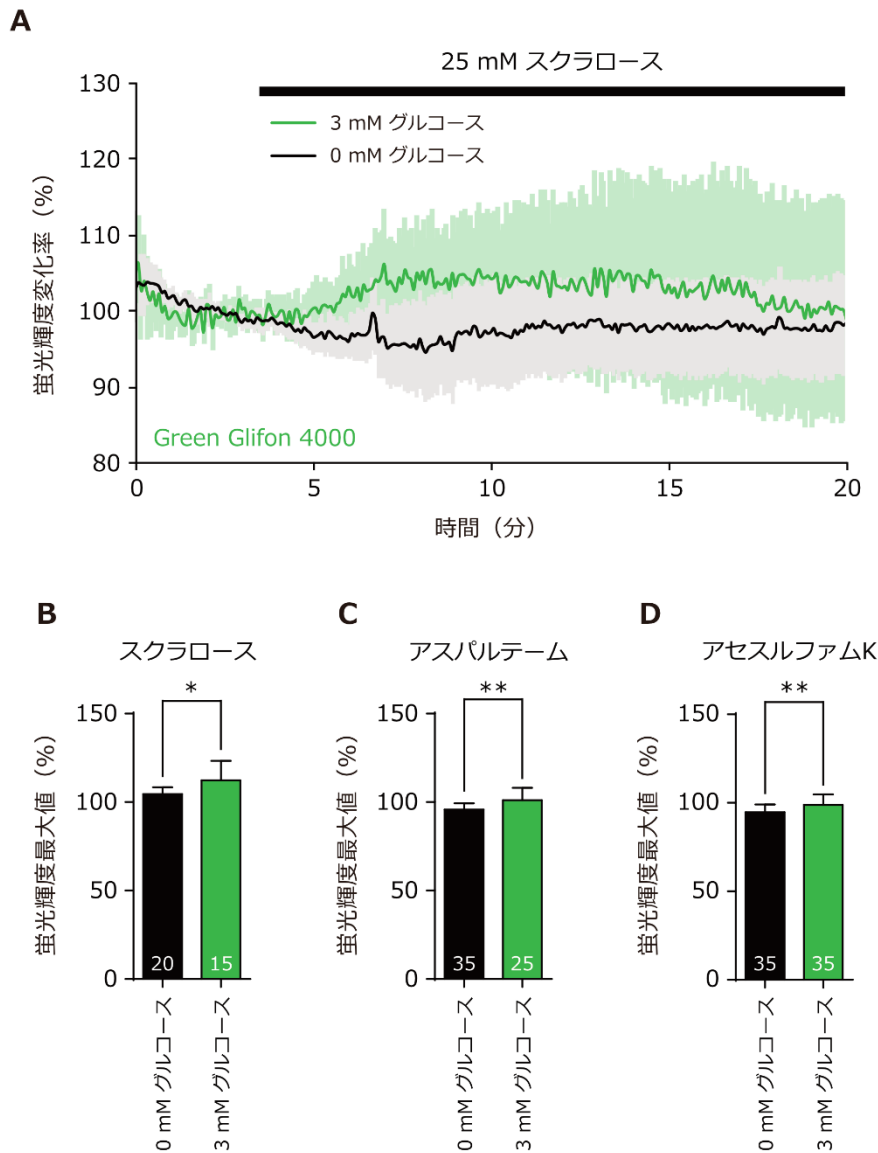 A
25 mM スクラロース
130
120
110
100
90
80
蛍光輝度変化率（%）
3 mM グルコース
0 mM グルコース
Green Glifon 4000
0
5
10
15
20
時間（分）
B
スクラロース
*
150
100
50
0
蛍光輝度最大値（%）
20
15
0 mM グルコース
3 mM グルコース
C
アスパルテーム
**
150
100
50
0
蛍光輝度最大値（%）
35
25
0 mM グルコース
3 mM グルコース
D
アセスルファムK
**
150
100
50
0
蛍光輝度最大値（%）
35
35
0 mM グルコース
3 mM グルコース